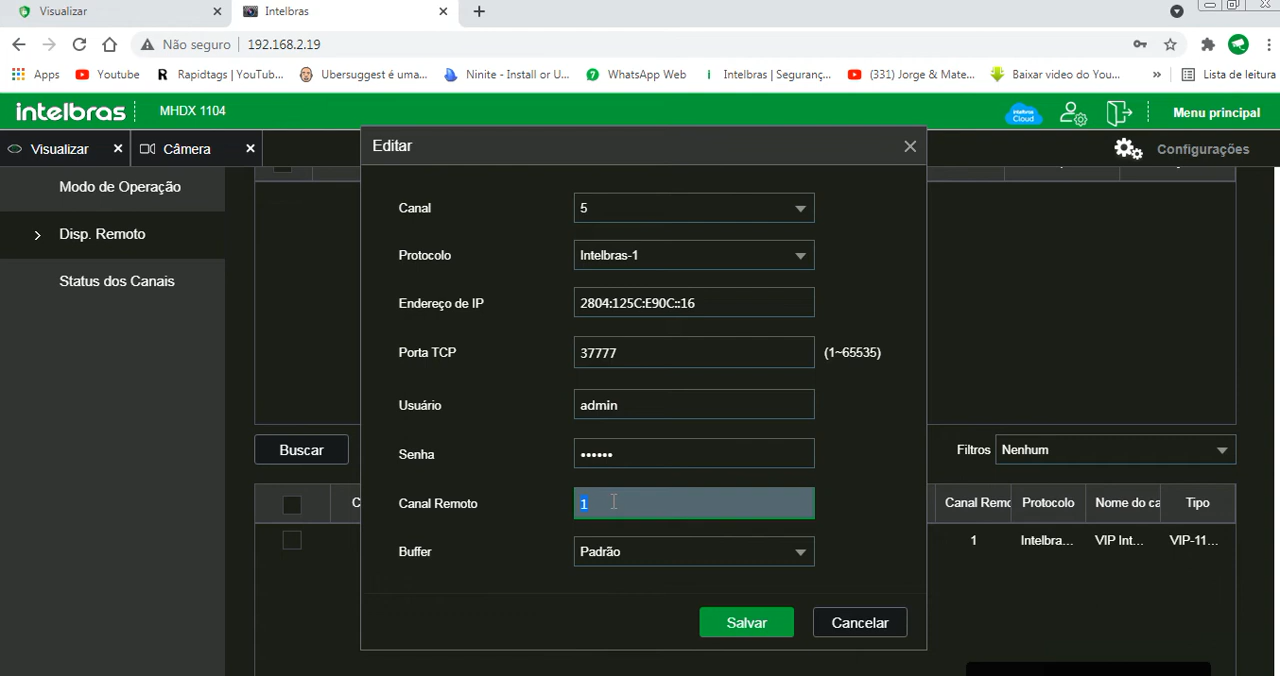 Visualizar
Intelbras
Não seguro
192.168.2.19
Apps
Youtube
Rapidtags | YouTub...
Ubersuggest é uma...
Ninite - Install or U...
WhatsApp Web
Intelbras | Seguranç...
(331) Jorge & Mate...
Baixar video do You...
»
Lista de leitura
intelbras
MHDX 1104
intelbras Cloud
Menu principal
Visualizar
Câmera
Configurações
Modo de Operação
Disp. Remoto
Status dos Canais
Editar
Canal 5
Protocolo Intelbras-1
Endereço de IP 2804:125C:E90C::16
Porta TCP 37777 (1~65535)
Usuário admin
Senha ••••••
Canal Remoto 1
Buffer Padrão
Salvar Cancelar
Buscar
Filtros Nenhum
C Canal Remo Protocolo Nome do ca Tipo
1 Intelbra... VIP Int... VIP-11...